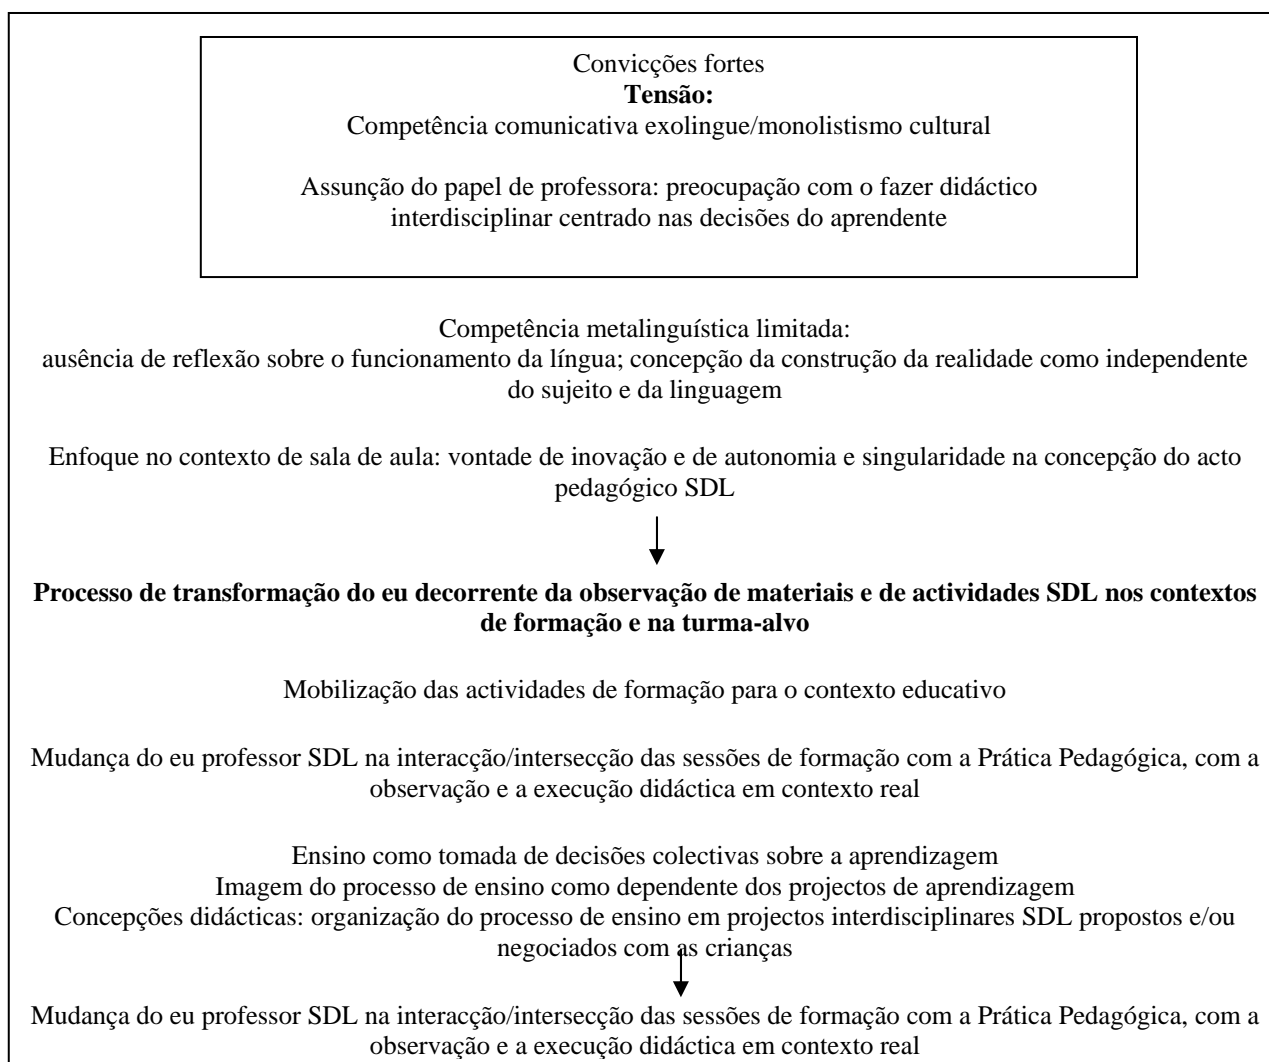 Convicções fortes
Tensão:
Competência comunicativa exolingue/monolistismo cultural
Assunção do papel de professora: preocupação com o fazer didáctico
interdisciplinar centrado nas decisões do aprendente
Competência metalinguística limitada:
ausência de reflexão sobre o funcionamento da língua; concepção da construção da realidade como independente
do sujeito e da linguagem
Enfoque no contexto de sala de aula: vontade de inovação e de autonomia e singularidade na concepção do acto
pedagógico SDL
Processo de transformação do eu decorrente da observação de materiais e de actividades SDL nos contextos
de formação e na turma-alvo
Mobilização das actividades de formação para o contexto educativo
Mudança do eu professor SDL na interacção/intersecção das sessões de formação com a Prática Pedagógica, com a
observação e a execução didáctica em contexto real
Ensino como tomada de decisões colectivas sobre a aprendizagem
Imagem do processo de ensino como dependente dos projectos de aprendizagem
Concepções didácticas: organização do processo de ensino em projectos interdisciplinares SDL propostos e/ou
negociados com as crianças
Mudança do eu professor SDL na interacção/intersecção das sessões de formação com a Prática Pedagógica, com a
observação e a execução didáctica em contexto real